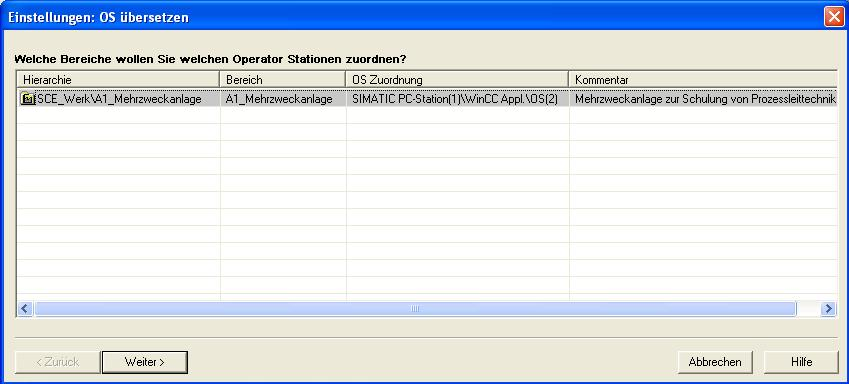 Einstellungen: OS übersetzen
Welche Bereiche wollen Sie welchen Operator Stationen zuordnen?
Hierarchie Bereich OS Zuordnung Kommentar
SCE_Werk\A1_Mehrzweckanlage A1_Mehrzweckanlage SIMATIC PC-Station(1)\WinCC Appl.\OS(2) Mehrzweckanlage zur Schulung von Prozessleittechnik
< Zurück Weiter > Abbrechen Hilfe